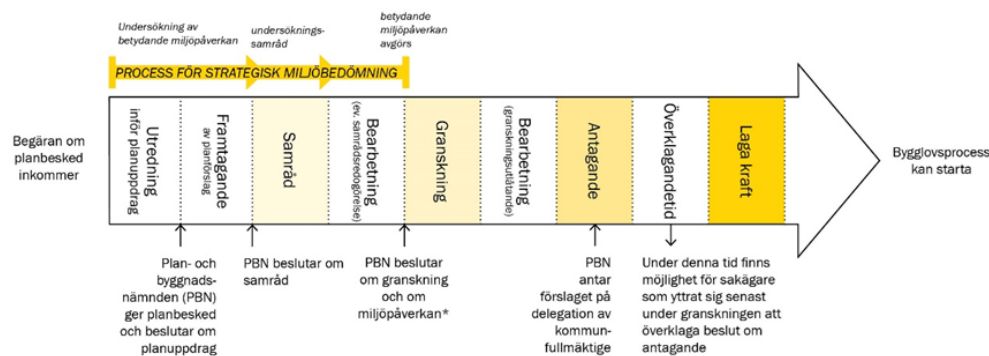 Undersökning av
betydande miljöpåverkan
undersöknings-
samråd
betydande
miljöpåverkan
avgörs
PROCESS FÖR STRATEGISK MILJÖBEDÖMNING
Begäran om
planbesked
inkommer
Utredning
inför planuppdrag
Framtagande
av planförslag
Samråd
Bearbetning
(ev. samrådsredogörelse)
Granskning
Bearbetning
(granskningsutlåtande)
Antagande
Överklagandetid
Laga kraft
Bygglovsprocess
kan starta
Plan- och
byggnads-
nämnden (PBN)
ger planbesked
och beslutar om
planuppdrag
PBN beslutar om
samråd
PBN beslutar
om granskning
och om
miljöpåverkan*
PBN
antar
förslaget på
delegation av
kommun-
fullmäktige
Under denna tid finns
möjlighet för sakägare
som yttrat sig senast
under granskningen att
överklaga beslut om
antagande